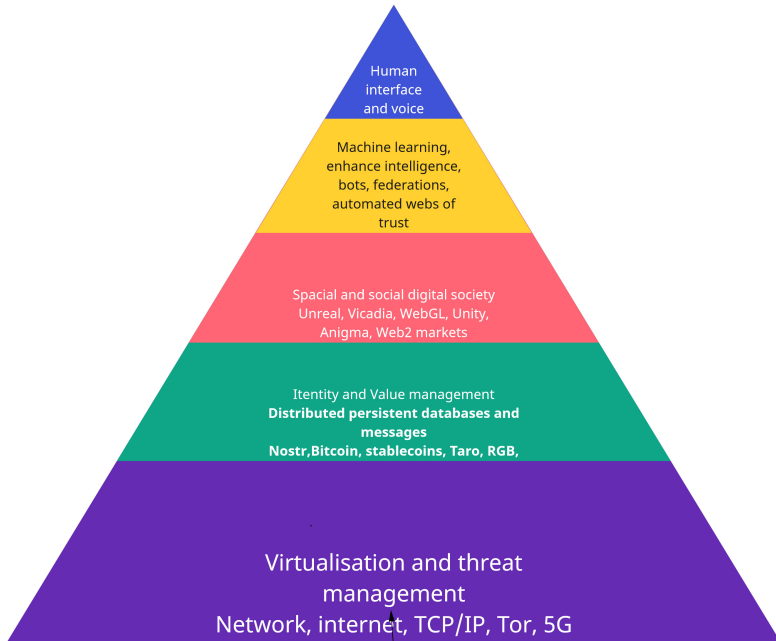 Human
interface
and voice
Machine learning,
enhance intelligence,
bots, federations,
automated webs of
trust
Spacial and social digital society
Unreal, Vicadia, WebGL, Unity,
Anigma, Web2 markets
Itentity and Value management
Distributed persistent databases and
messages
Nostr,Bitcoin, stablecoins, Taro, RGB,
Virtualisation and threat
management
Network, internet, TCP/IP, Tor, 5G